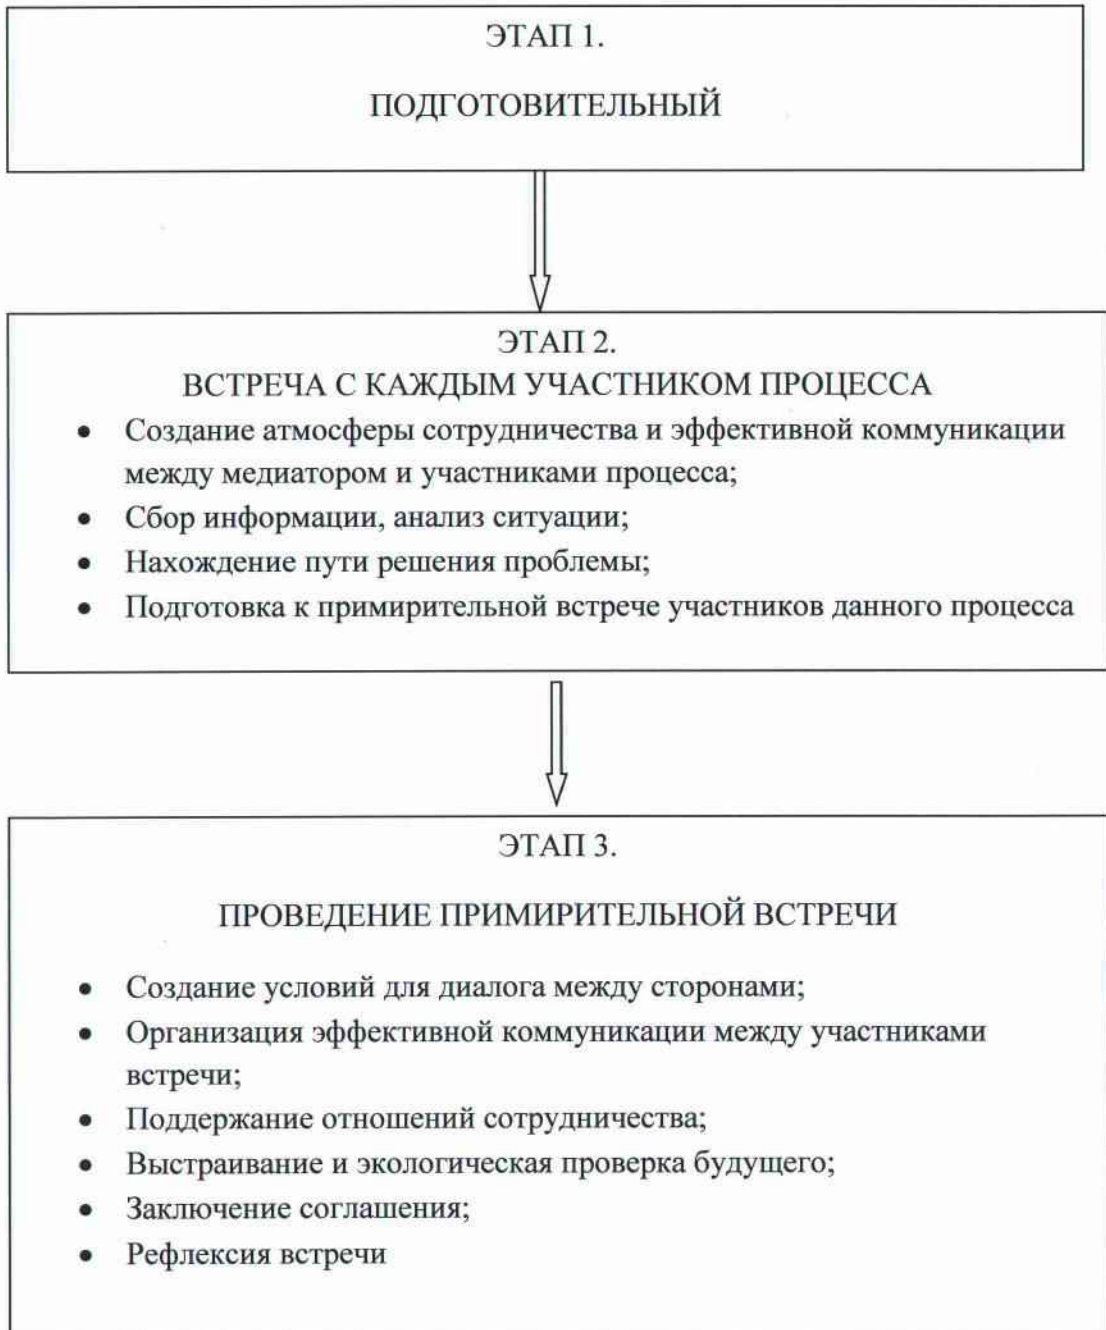 ЭТАП 1.
ПОДГОТОВИТЕЛЬНЫЙ
ЭТАП 2.
ВСТРЕЧА С КАЖДЫМ УЧАСТНИКОМ ПРОЦЕССА
• Создание атмосферы сотрудничества и эффективной коммуникации
между медиатором и участниками процесса;
• Сбор информации, анализ ситуации;
• Нахождение пути решения проблемы;
• Подготовка к примирительной встрече участников данного процесса
ЭТАП 3.
ПРОВЕДЕНИЕ ПРИМИРИТЕЛЬНОЙ ВСТРЕЧИ
• Создание условий для диалога между сторонами;
• Организация эффективной коммуникации между участниками
встречи;
• Поддержание отношений сотрудничества;
• Выстраивание и экологическая проверка будущего;
• Заключение соглашения;
• Рефлексия встречи